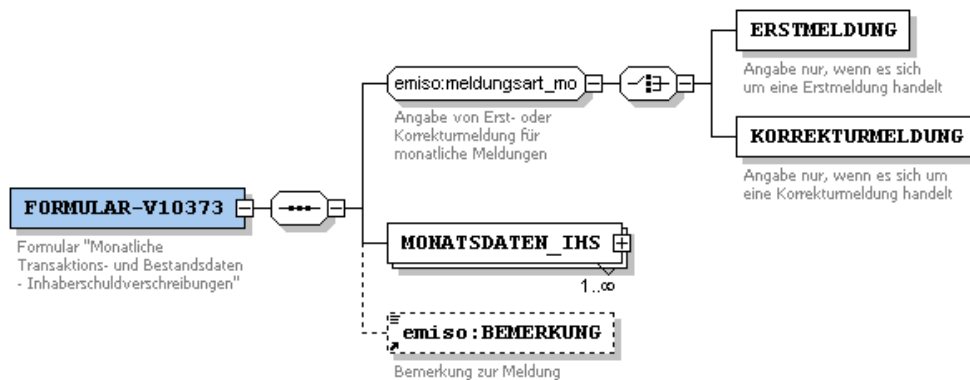 ERSTMELDUNG
Angabe nur, wenn es sich
um eine Erstmeldung handelt
emiso:meldungsart_mo
Angabe von Erst- oder
Korrekturmeldung für
monatliche Meldungen
KORREKTURMELDUNG
Angabe nur, wenn es sich um
eine Korrekturmeldung handelt
FORMULAR-V10373
Formular "Monatliche
Transaktions- und Bestandsdaten
- Inhaberschuldverschreibungen"
MONATSDATEN_IHS
1..∞
emiso:BEMERKUNG
Bemerkung zur Meldung